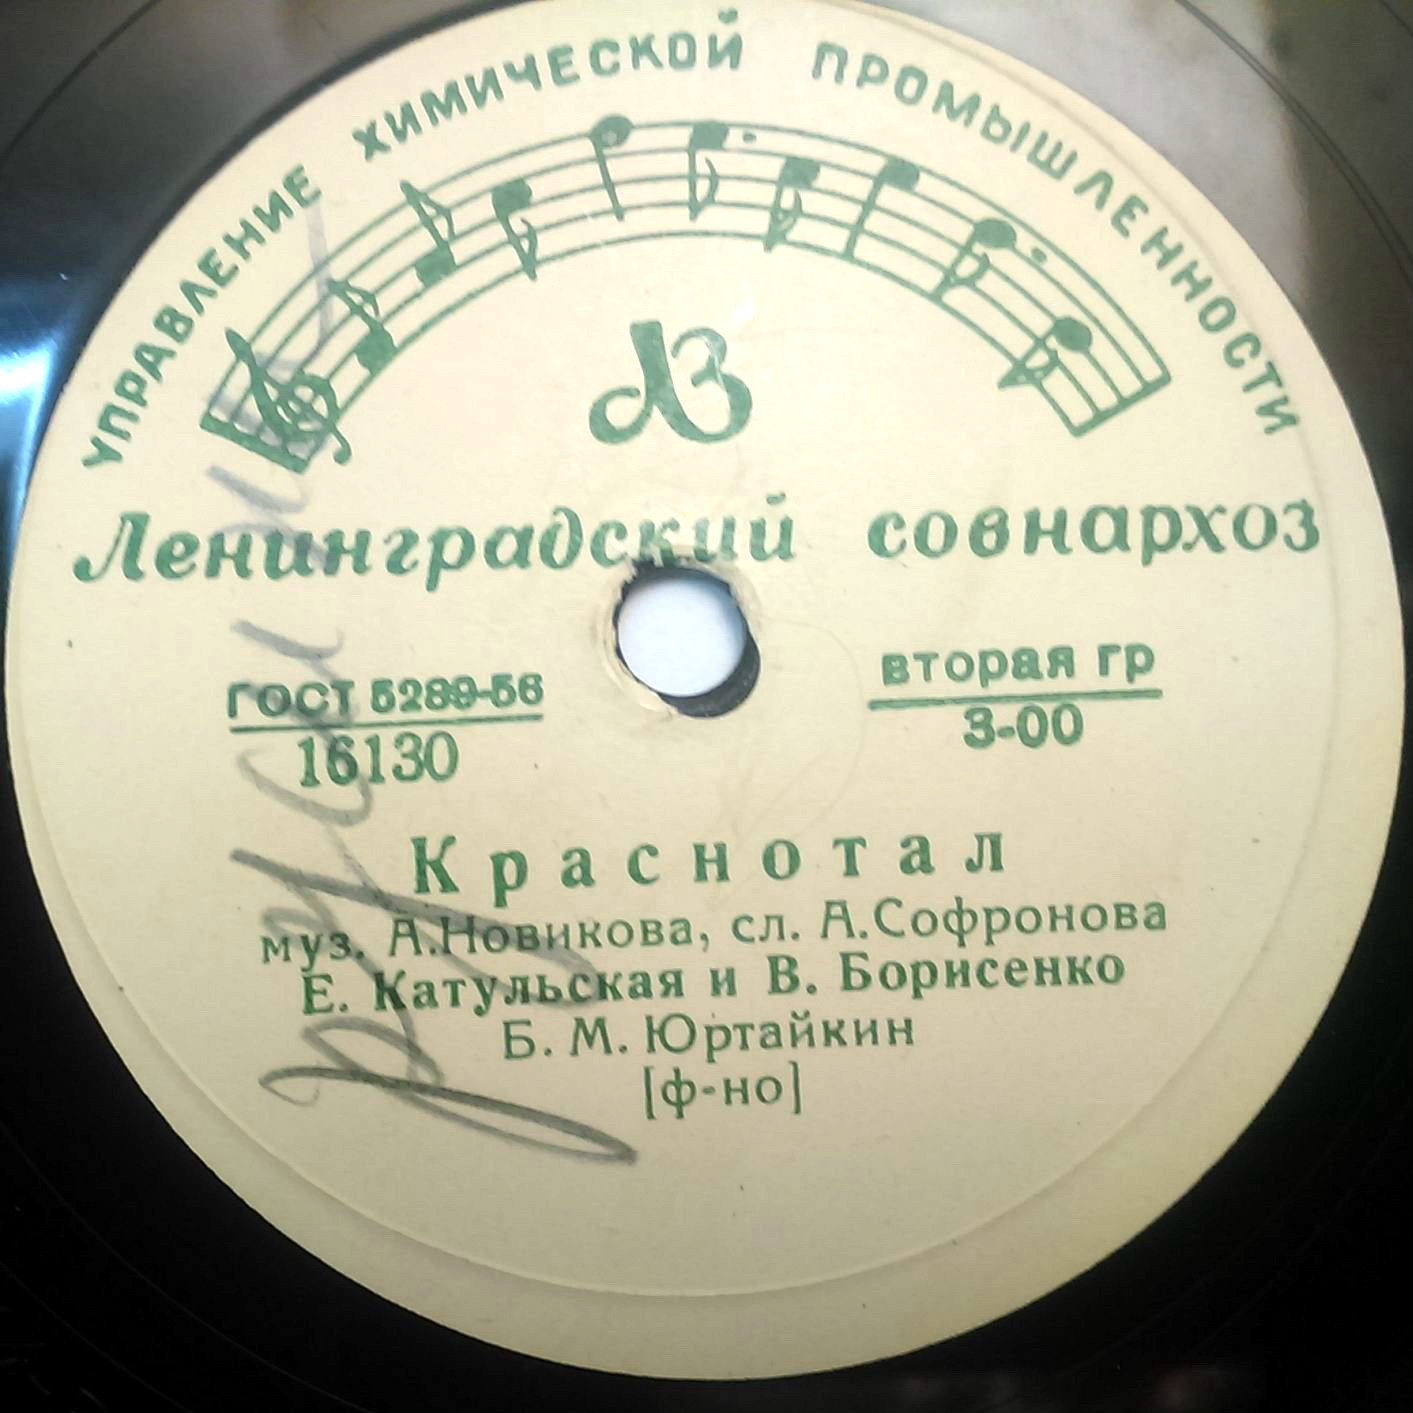 УПРАВЛЕНИЕ ХИМИЧЕСКОЙ ПРОМЫШЛЕННОСТИ
ЛЗ
Ленинградский совнархоз
ГОСТ 5289-56
16130
вторая гр
3-00
Краснотал
муз. А.Новикова, сл. А.Софронова
Е. Катульская и В. Борисенко
Б. М. Юртайкин
[ф-но]